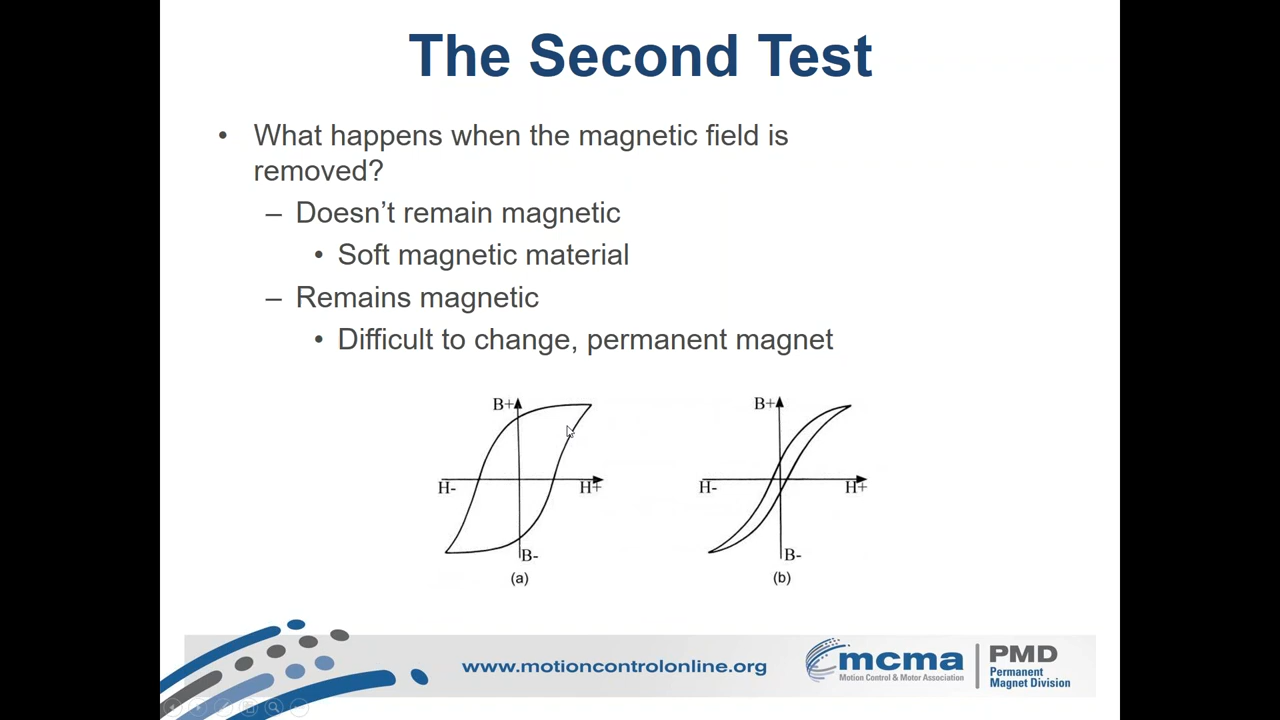 The Second Test
• What happens when the magnetic field is
removed?
– Doesn’t remain magnetic
• Soft magnetic material
– Remains magnetic
• Difficult to change, permanent magnet
B+
H-
H+
B-
(a)
B+
H-
H+
B-
(b)
www.motioncontrolonline.org
mcma
Motion Control & Motor Association
PMD
Permanent
Magnet Division